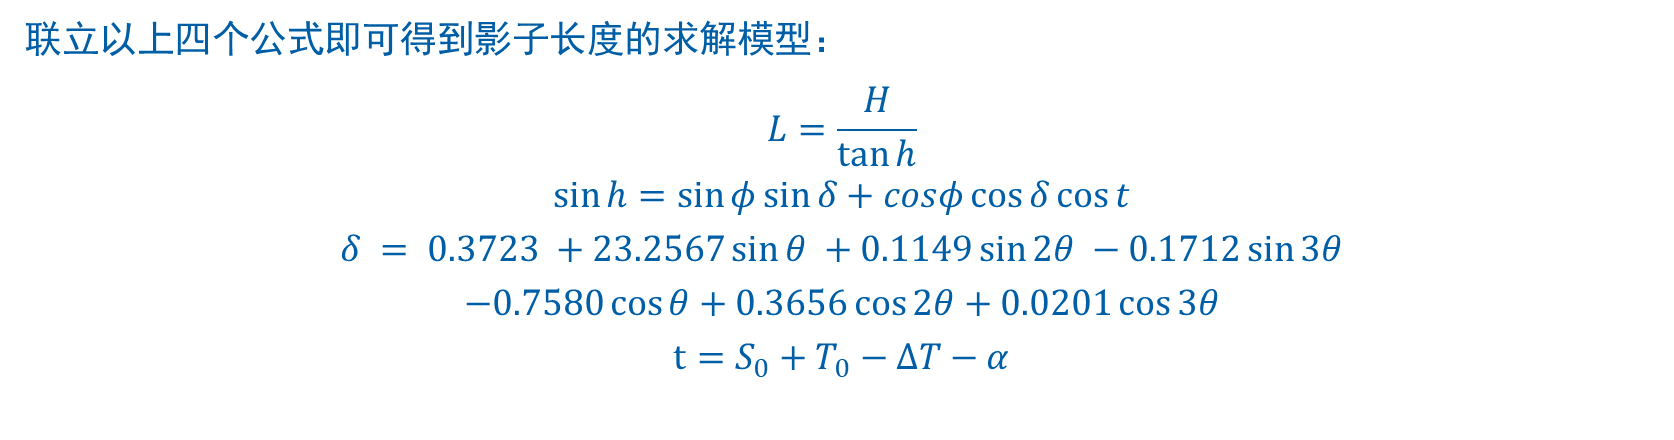 联立以上四个公式即可得到影子长度的求解模型：
L = H / tan h
sin h = sin ϕ sin δ + cosϕ cos δ cos t
δ = 0.3723 + 23.2567 sin θ + 0.1149 sin 2θ − 0.1712 sin 3θ
−0.7580 cos θ + 0.3656 cos 2θ + 0.0201 cos 3θ
t = S₀ + T₀ − ΔT − α